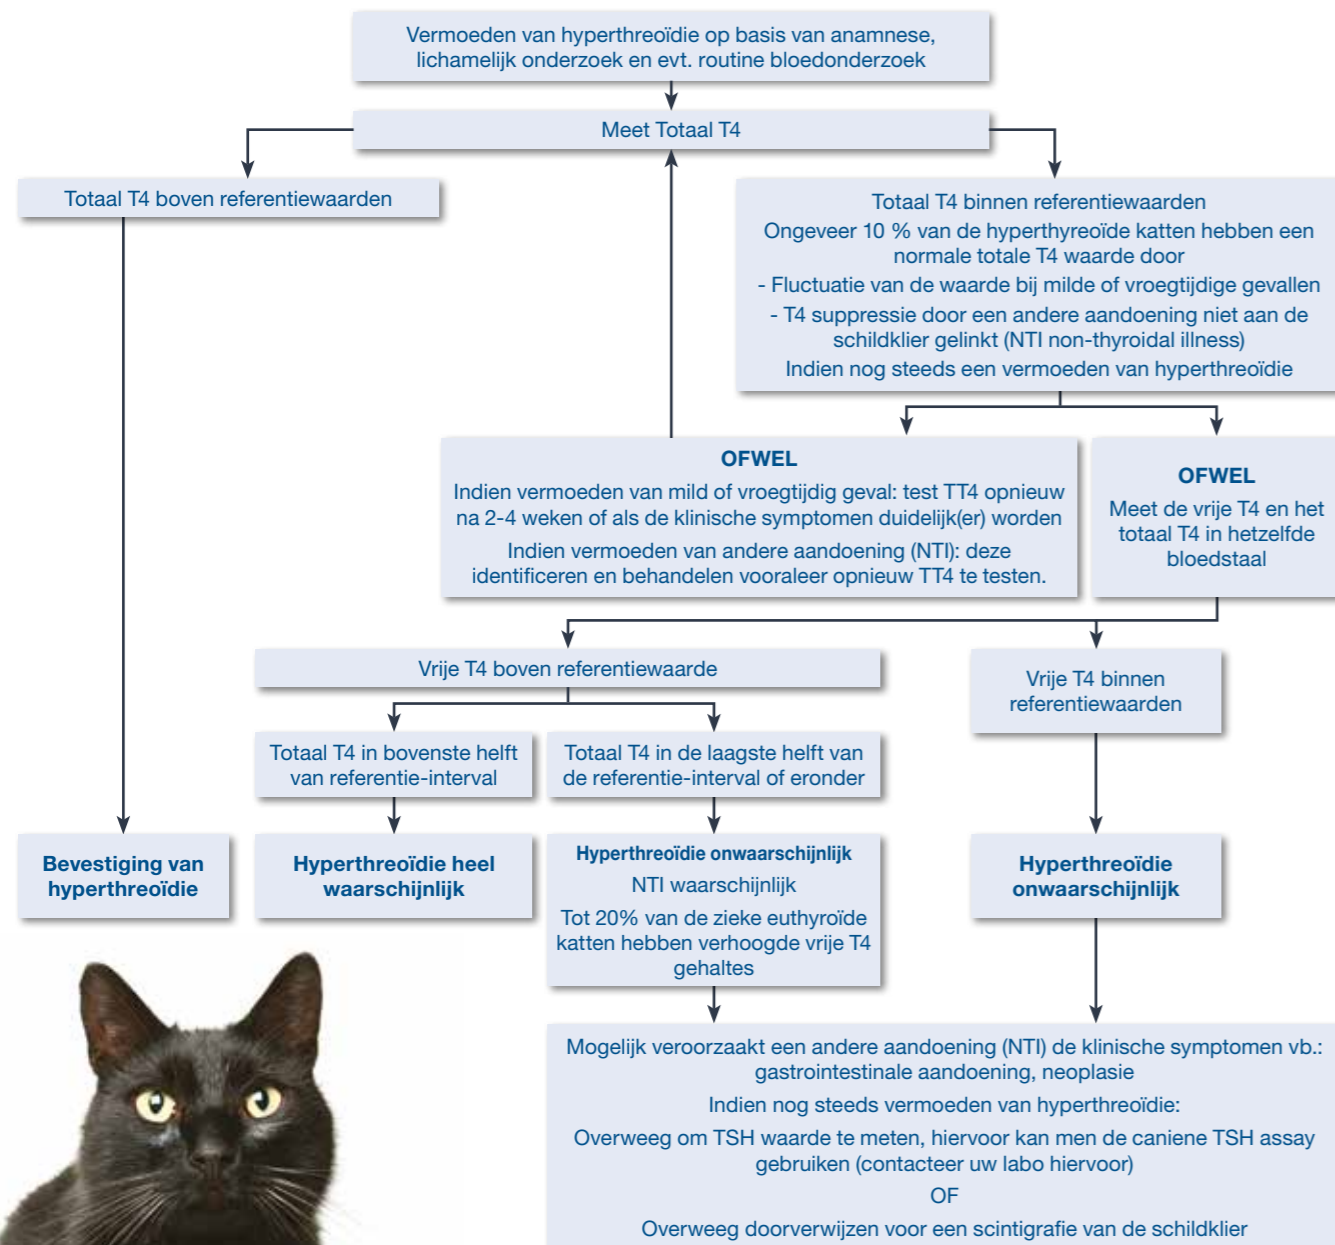 Vermoeden van hyperthreoïdie op basis van anamnese,
lichamelijk onderzoek en evt. routine bloedonderzoek
Meet Totaal T4
Totaal T4 boven referentiewaarden
Totaal T4 binnen referentiewaarden
Ongeveer 10 % van de hyperthyreoïde katten hebben een
normale totale T4 waarde door
- Fluctuatie van de waarde bij milde of vroegtijdige gevallen
- T4 suppressie door een andere aandoening niet aan de
schildklier gelinkt (NTI non-thyroidal illness)
Indien nog steeds een vermoeden van hyperthreoïdie
OFWEL
Indien vermoeden van mild of vroegtijdig geval: test TT4 opnieuw
na 2-4 weken of als de klinische symptomen duidelijk(er) worden
Indien vermoeden van andere aandoening (NTI): deze
identificeren en behandelen vooraleer opnieuw TT4 te testen.
OFWEL
Meet de vrije T4 en het
totaal T4 in hetzelfde
bloedstaal
Vrije T4 boven referentiewaarde
Vrije T4 binnen
referentiewaarden
Totaal T4 in bovenste helft
van referentie-interval
Totaal T4 in de laagste helft van
de referentie-interval of eronder
Bevestiging van
hyperthreoïdie
Hyperthreoïdie heel
waarschijnlijk
Hyperthreoïdie onwaarschijnlijk
NTI waarschijnlijk
Tot 20% van de zieke euthyroïde
katten hebben verhoogde vrije T4
gehaltes
Hyperthreoïdie
onwaarschijnlijk
Mogelijk veroorzaakt een andere aandoening (NTI) de klinische symptomen vb.:
gastrointestinale aandoening, neoplasie
Indien nog steeds vermoeden van hyperthreoïdie:
Overweeg om TSH waarde te meten, hiervoor kan men de caniene TSH assay
gebruiken (contacteer uw labo hiervoor)
OF
Overweeg doorverwijzen voor een scintigrafie van de schildklier